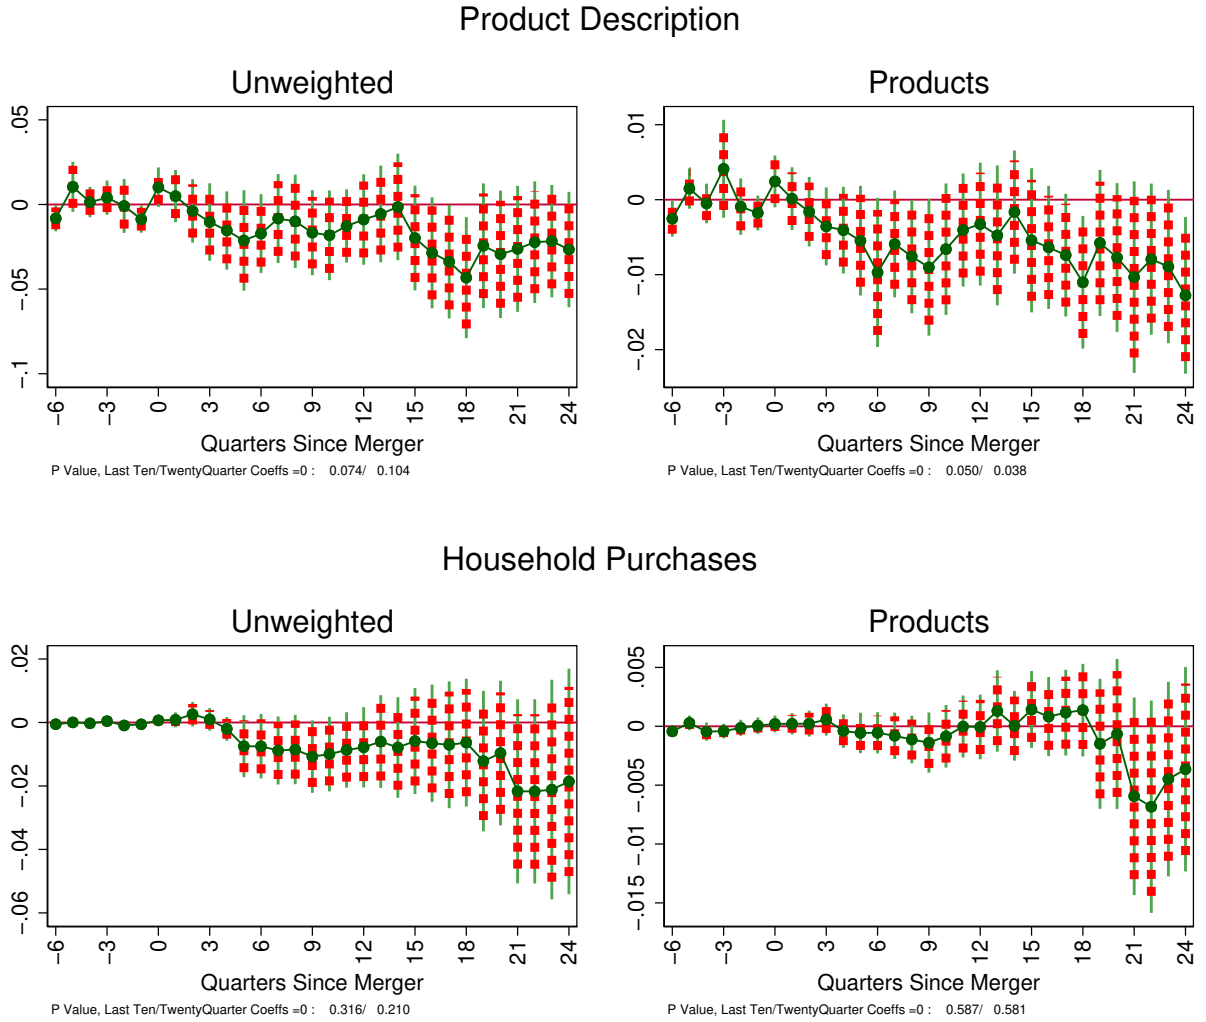 Product Description
Unweighted
Products
.05
0
−.05
−.1
−6 −3 0 3 6 9 12 15 18 21 24
Quarters Since Merger
P Value, Last Ten/TwentyQuarter Coeffs =0 : 0.074/ 0.104
.01
0
−.01
−.02
−6 −3 0 3 6 9 12 15 18 21 24
Quarters Since Merger
P Value, Last Ten/TwentyQuarter Coeffs =0 : 0.050/ 0.038
Household Purchases
Unweighted
Products
.02
0
−.02
−.04
−.06
−6 −3 0 3 6 9 12 15 18 21 24
Quarters Since Merger
P Value, Last Ten/TwentyQuarter Coeffs =0 : 0.316/ 0.210
.005
0
−.005
−.01
−.015
−6 −3 0 3 6 9 12 15 18 21 24
Quarters Since Merger
P Value, Last Ten/TwentyQuarter Coeffs =0 : 0.587/ 0.581